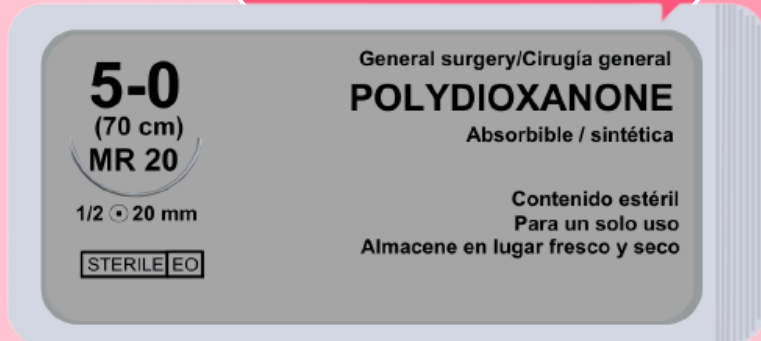 5-0
(70 cm)
MR 20
1/2 ⊙ 20 mm
STERILE EO
General surgery/Cirugía general
POLYDIOXANONE
Absorbible / sintética
Contenido estéril
Para un solo uso
Almacene en lugar fresco y seco